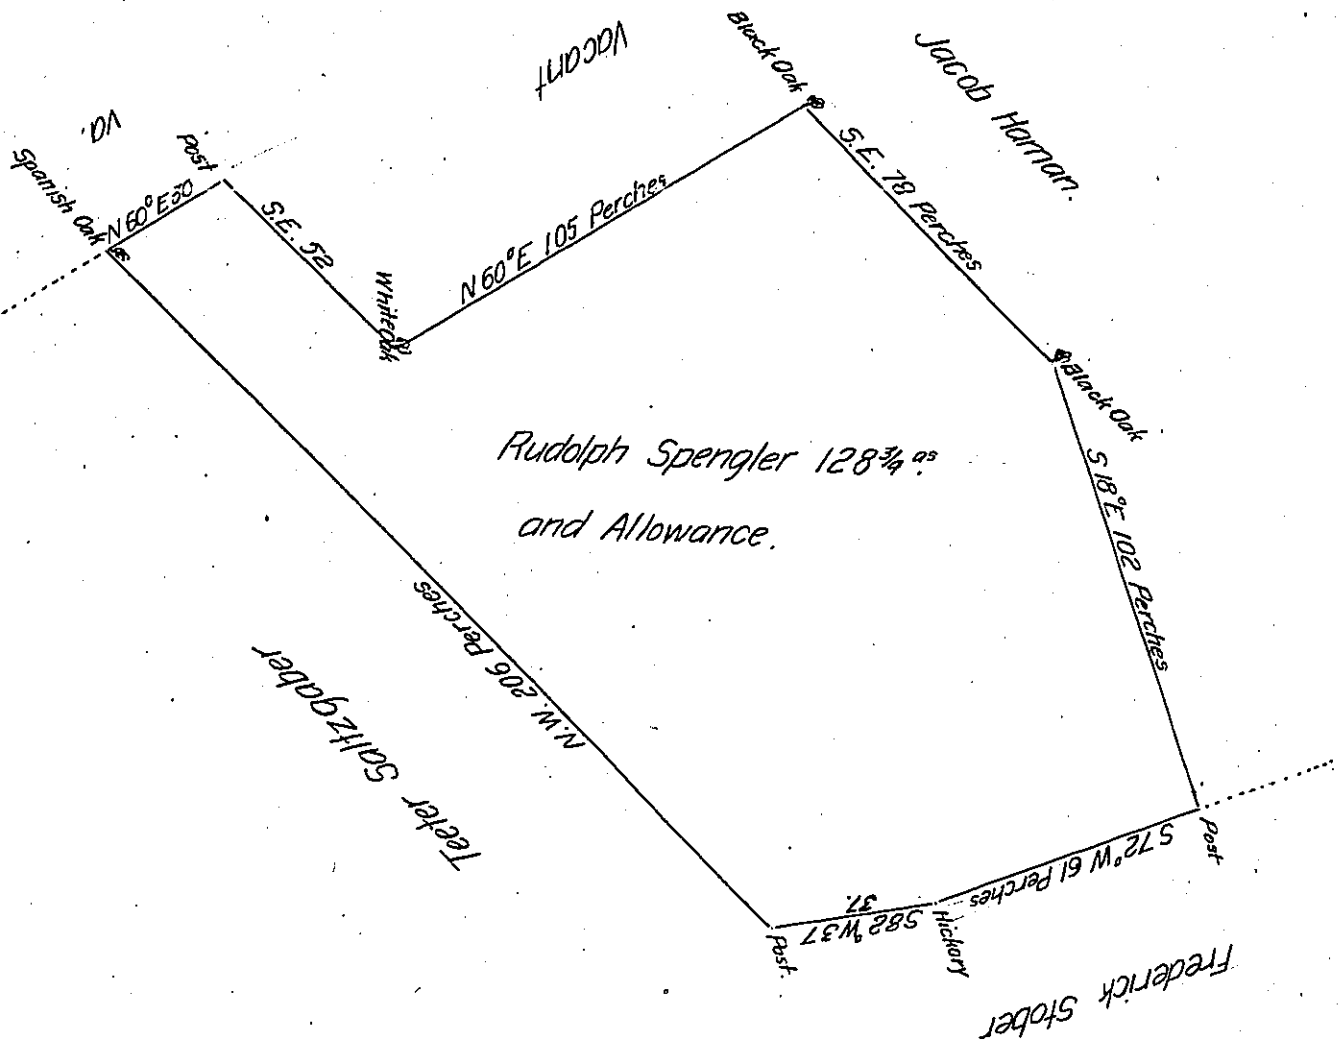 Vacant
Black Oak
Jacob Haman.
Va.
Post
Spanish Oak
N 60° E 30
S.E. 52
White Oak
N 60° E 105 Perches
S.E. 78 Perches
Black Oak
Rudolph Spengler 128 3/4 as
and Allowance.
S 18° E 102 Perches
N.W. 206 Perches
Teeter Saltzgaber
Post
S 72° W 61 Perches
Hickory
37.
S 82° W 37
Post.
Frederick Stober